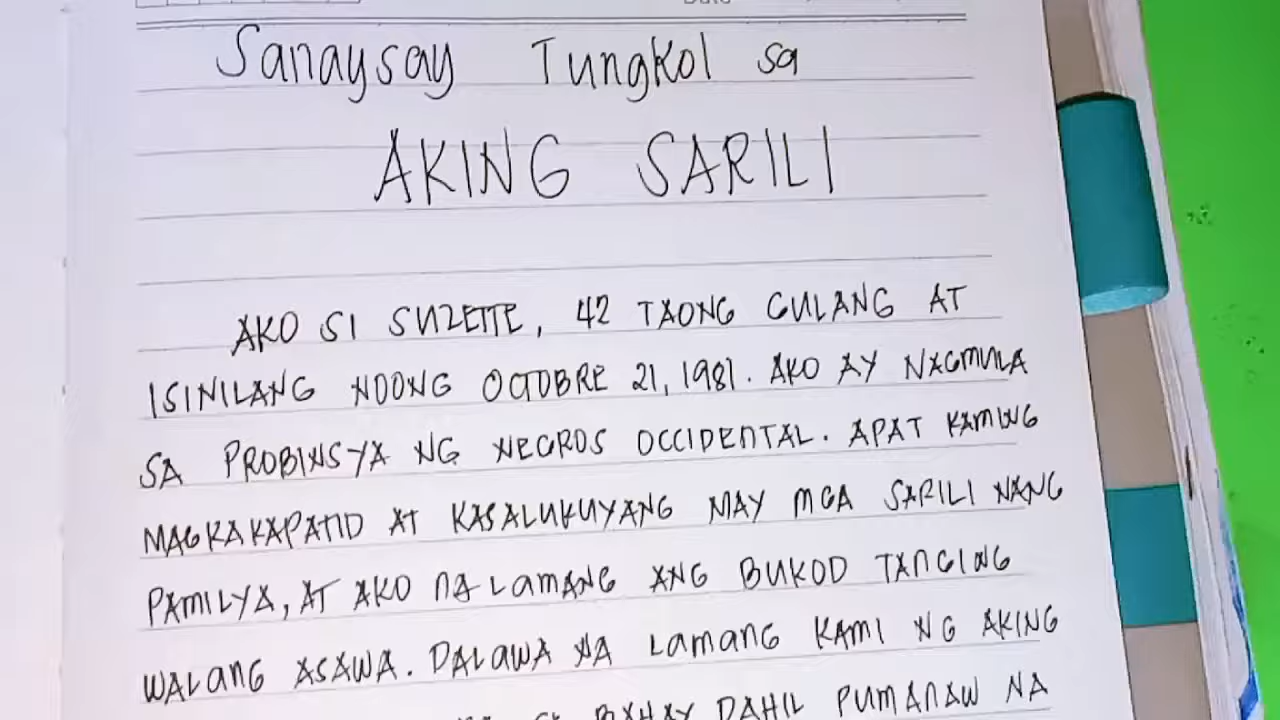 Sanaysay Tungkol sa
AKING SARILI
AKO SI SUZETTE, 42 TAONG GULANG AT
ISINILANG NOONG OCTOBRE 21, 1981. AKO AY NAGMULA
SA PROBINSYA NG NEGROS OCCIDENTAL. APAT KAMING
MAGKAKAPATID AT KASALUKUYANG MAY MGA SARILI NANG
PAMILYA, AT AKO NA LAMANG ANG BUKOD TANGING
WALANG ASAWA. DALAWA NA LAMANG KAMI NG AKING
BAHAY DAHIL PUMANAW NA